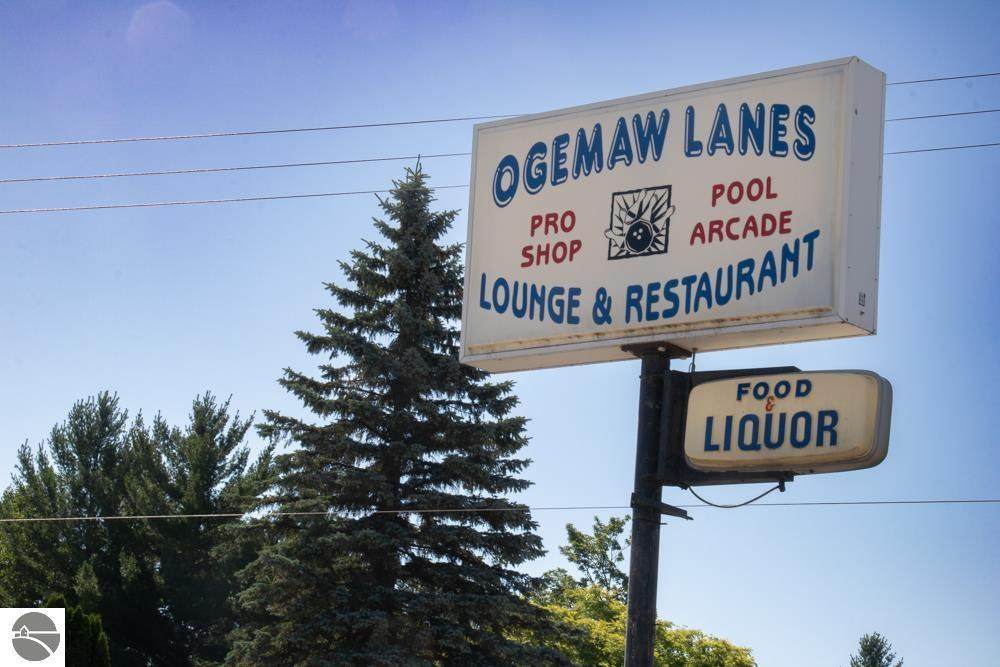 OGEMAW LANES
PRO
SHOP
POOL
ARCADE
LOUNGE & RESTAURANT
FOOD
&
LIQUOR